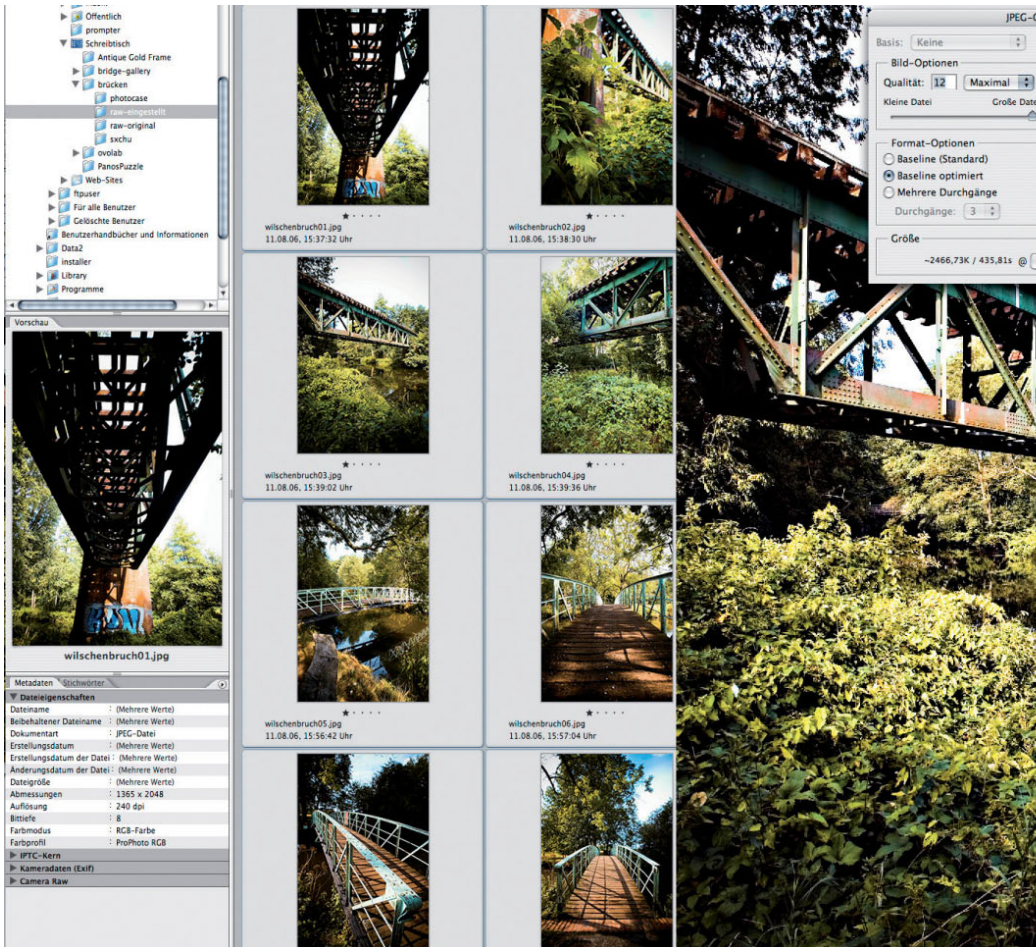 Öffentlich
prompter
Schreibtisch
Antique Gold Frame
bridge-gallery
brücken
photocase
raw-eingestellt
raw-original
sxchu
ovolab
PanosPuzzle
Web-Sites
ftpuser
Für alle Benutzer
Gelöschte Benutzer
Benutzerhandbücher und Informationen
Data2
installer
Library
Programme
Vorschau
wilschenbruch01.jpg
Metadaten Stichwörter
Dateieigenschaften
Dateiname : (Mehrere Werte)
Beibehaltener Dateiname : (Mehrere Werte)
Dokumentart : JPEG-Datei
Erstellungsdatum : (Mehrere Werte)
Erstellungsdatum der Datei : (Mehrere Werte)
Änderungsdatum der Datei : (Mehrere Werte)
Dateigröße : (Mehrere Werte)
Abmessungen : 1365 x 2048
Auflösung : 240 dpi
Bittiefe : 8
Farbmodus : RGB-Farbe
Farbprofil : ProPhoto RGB
IPTC-Kern
Kameradaten (Exif)
Camera Raw
wilschenbruch01.jpg
11.08.06, 15:37:32 Uhr
wilschenbruch02.jpg
11.08.06, 15:38:30 Uhr
wilschenbruch03.jpg
11.08.06, 15:39:02 Uhr
wilschenbruch04.jpg
11.08.06, 15:39:36 Uhr
wilschenbruch05.jpg
11.08.06, 15:56:42 Uhr
wilschenbruch06.jpg
11.08.06, 15:57:04 Uhr
Basis: Keine
Bild-Optionen
Qualität: 12 Maximal
Kleine Datei Große Date
Format-Optionen
Baseline (Standard)
Baseline optimiert
Mehrere Durchgänge
Durchgänge: 3
Größe
~2466,73K / 435,81s @